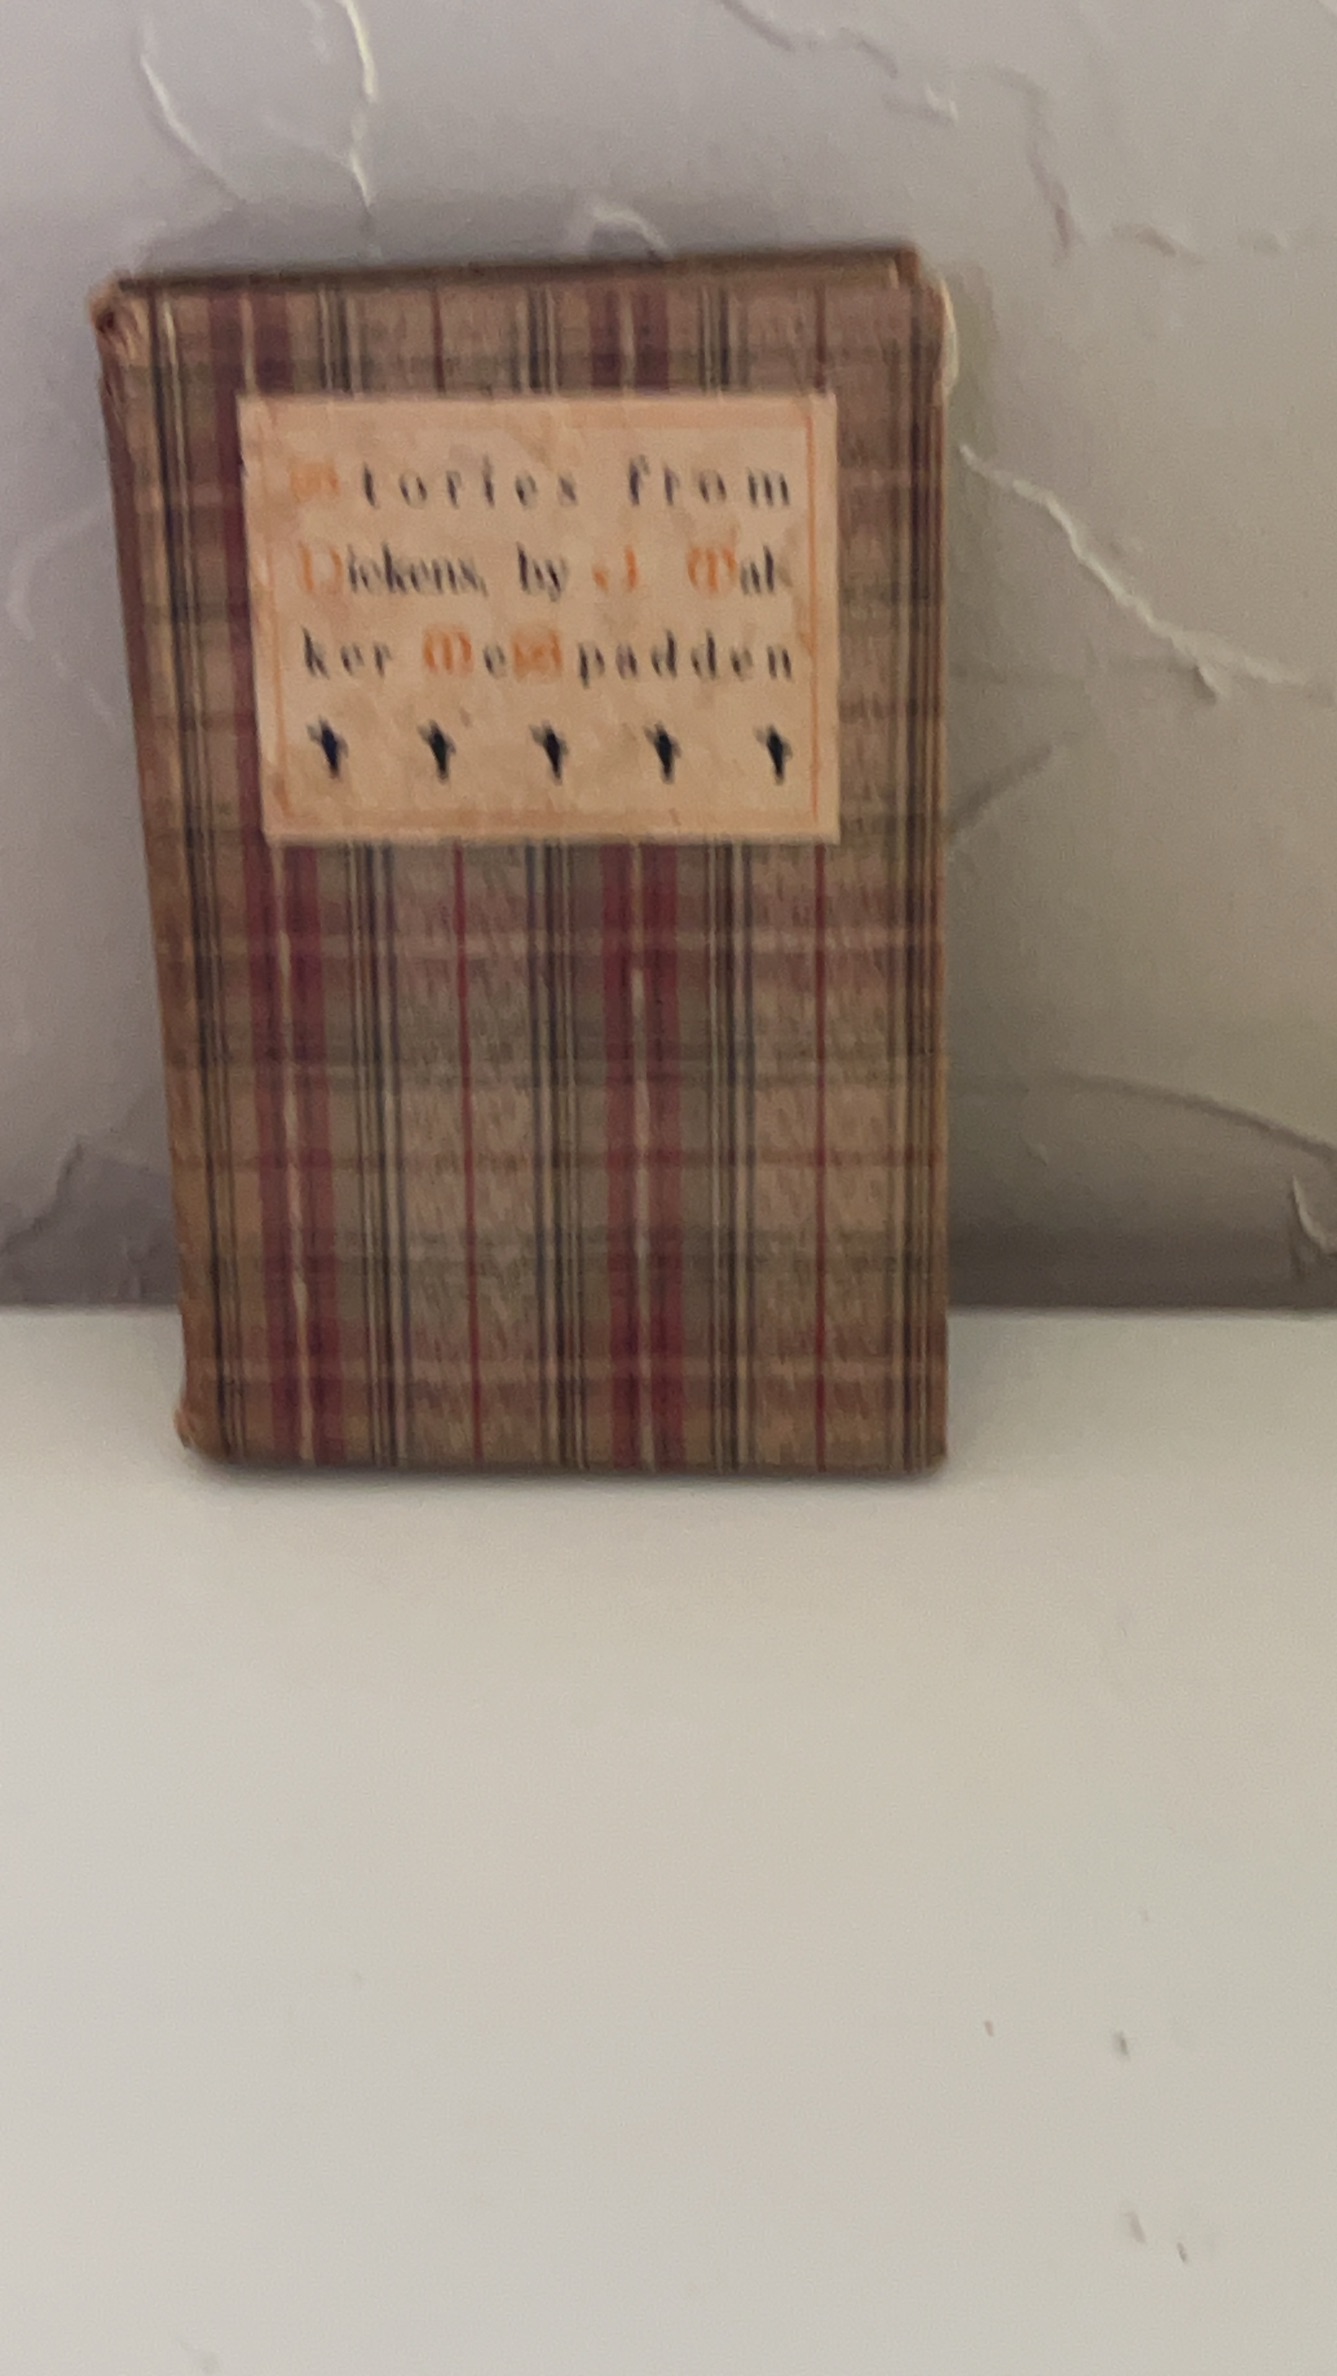 Stories from
Dickens, by J. Wal-
ker McSpadden